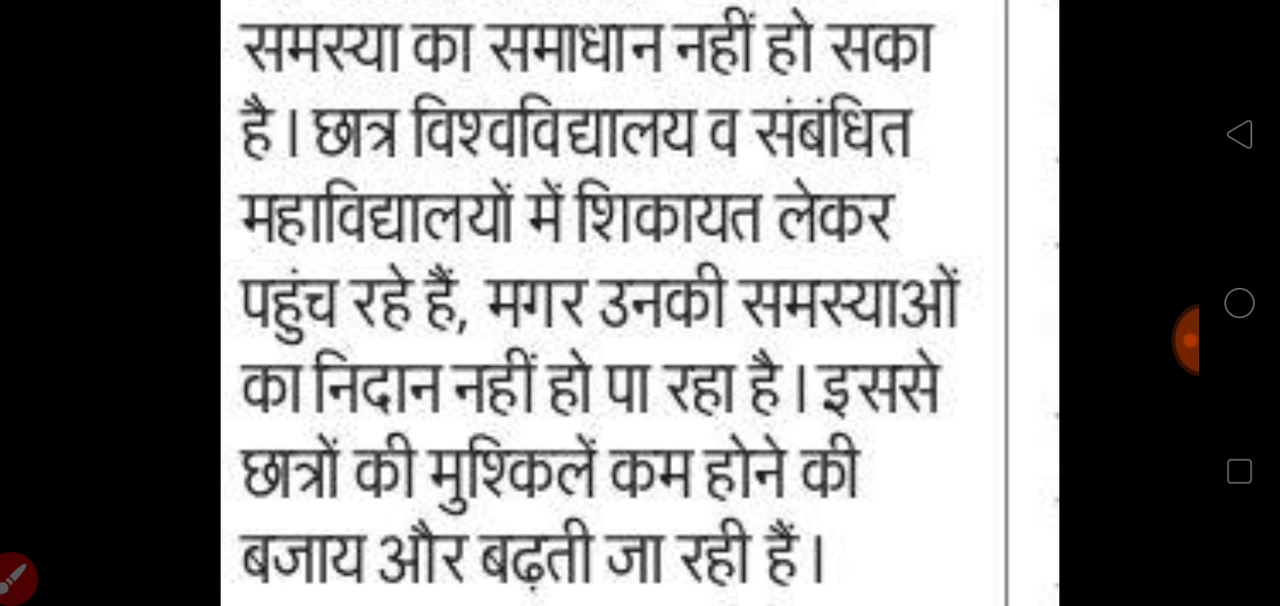 समस्या का समाधान नहीं हो सका
है। छात्र विश्वविद्यालय व संबंधित
महाविद्यालयों में शिकायत लेकर
पहुंच रहे हैं, मगर उनकी समस्याओं
का निदान नहीं हो पा रहा है। इससे
छात्रों की मुश्किलें कम होने की
बजाय और बढ़ती जा रही हैं।